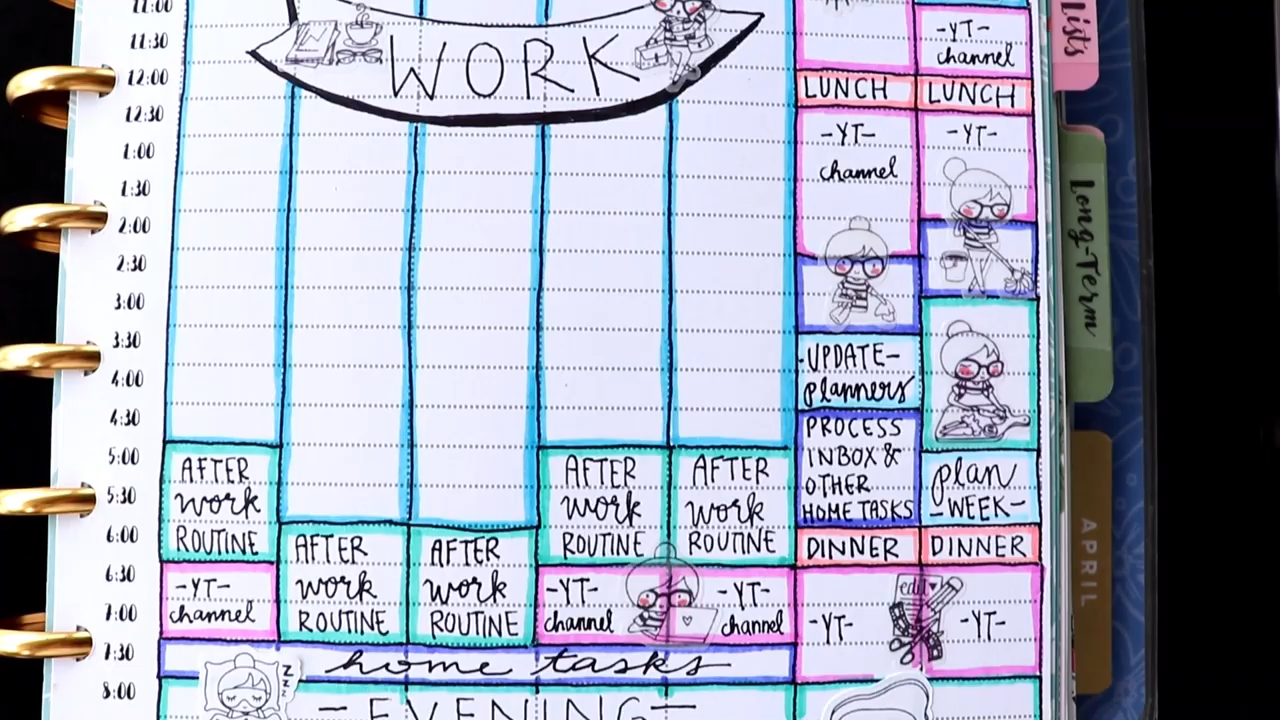 11:00
11:30
12:00
12:30
1:00
1:30
2:00
2:30
3:00
3:30
4:00
4:30
5:00
5:30
6:00
6:30
7:00
7:30
8:00
WORK
AFTER
work
ROUTINE
-YT-
channel
AFTER
work
ROUTINE
AFTER
work
ROUTINE
AFTER
work
ROUTINE
-YT-
channel
AFTER
work
ROUTINE
-YT-
channel
home tasks
-EVENING-
z z z
LUNCH
-YT-
channel
-UPDATE-
planners
PROCESS
INBOX &
OTHER
HOME TASKS
DINNER
-YT-
edit
-YT-
channel
LUNCH
-YT-
plan
-WEEK-
DINNER
-YT-
Lists
Long-Term
APRIL